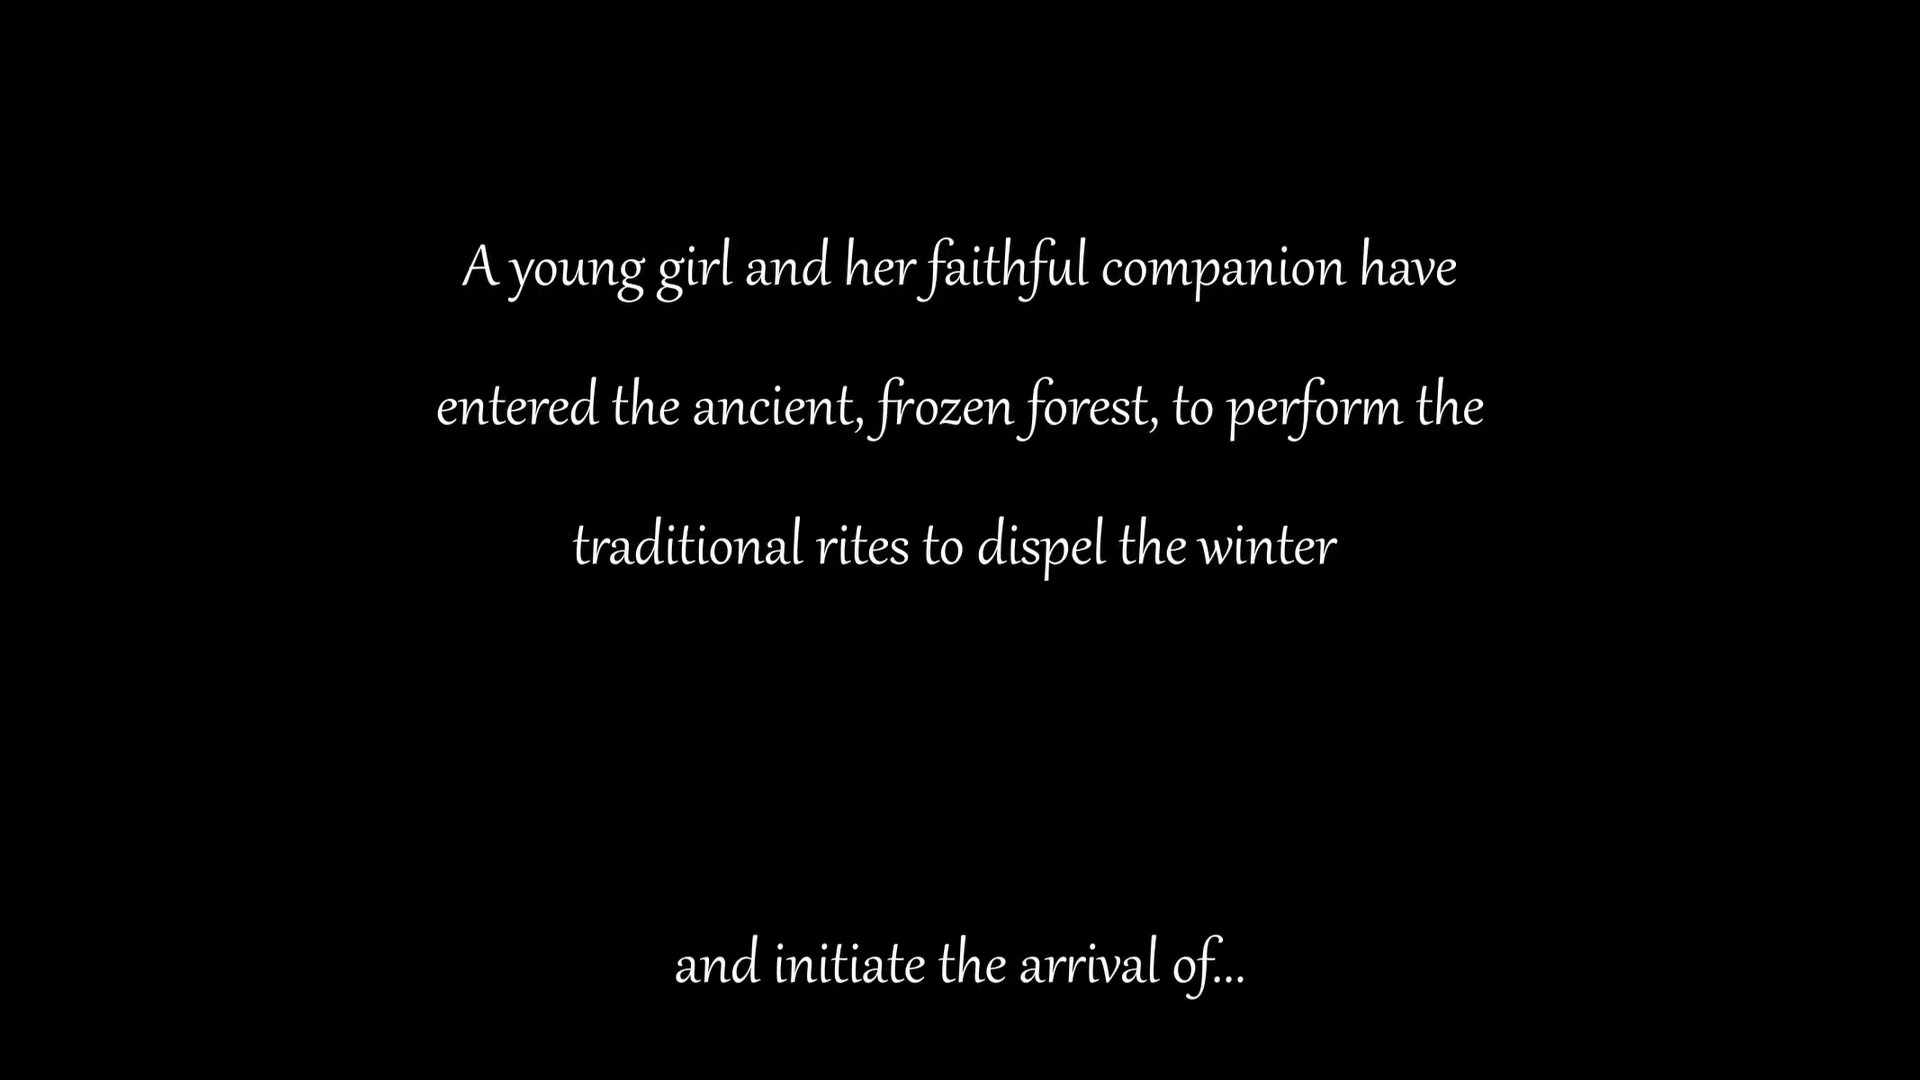 A young girl and her faithful companion have
entered the ancient, frozen forest, to perform the
traditional rites to dispel the winter
and initiate the arrival of...